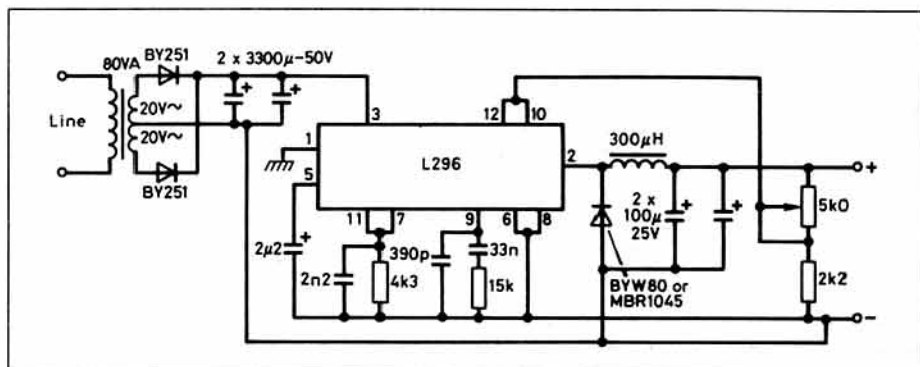 80VA
BY251
2 x 3300μ-50V
Line
20V~
20V~
BY251
3
12
10
1
L296
2
300μH
+
5
11
7
9
6
8
2 x
100μ
25V
5k0
2μ2
+
2n2
4k3
390p
33n
15k
BYW80 or
MBR1045
2k2
-